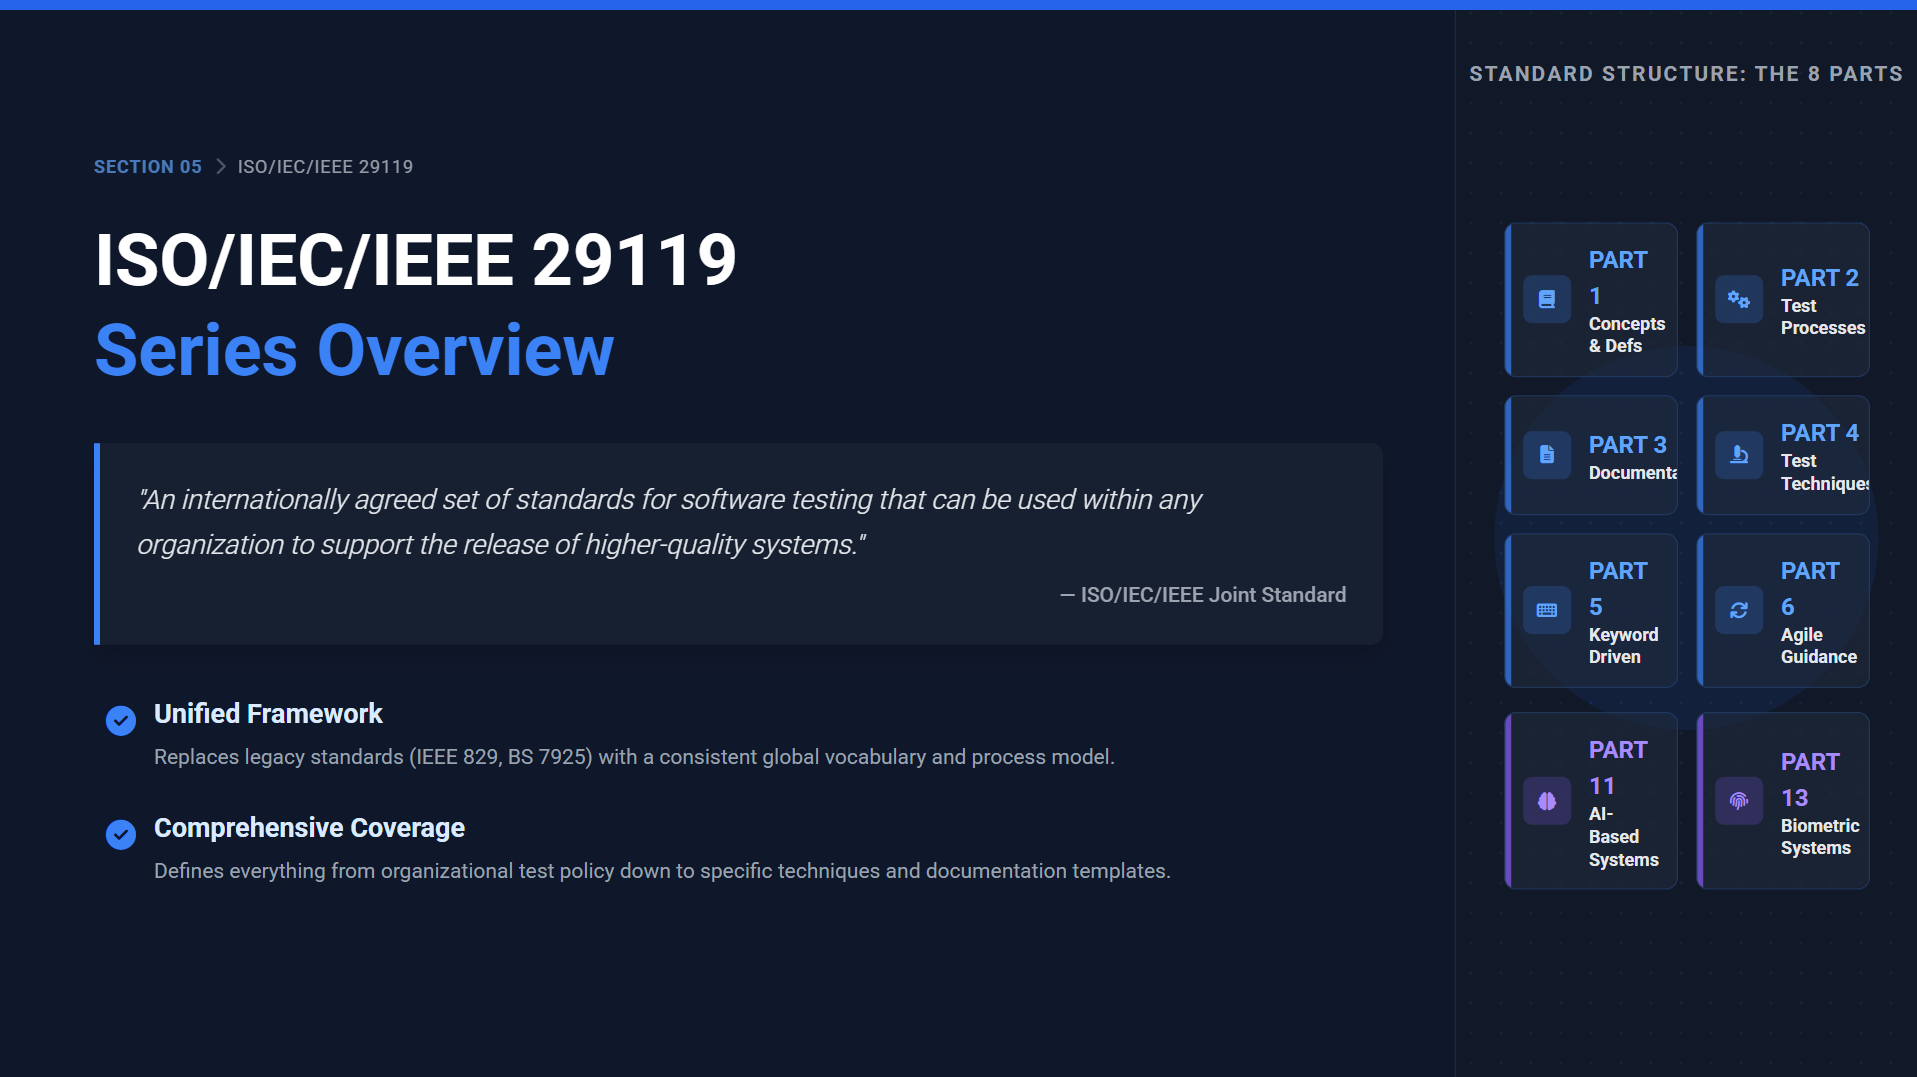 SECTION 05 > ISO/IEC/IEEE 29119
ISO/IEC/IEEE 29119
Series Overview
"An internationally agreed set of standards for software testing that can be used within any
organization to support the release of higher-quality systems."
— ISO/IEC/IEEE Joint Standard
Unified Framework
Replaces legacy standards (IEEE 829, BS 7925) with a consistent global vocabulary and process model.
Comprehensive Coverage
Defines everything from organizational test policy down to specific techniques and documentation templates.
STANDARD STRUCTURE: THE 8 PARTS
PART
1
Concepts
& Defs
PART 2
Test
Processes
PART 3
Documenta
PART 4
Test
Techniques
PART
5
Keyword
Driven
PART
6
Agile
Guidance
PART
11
AI-
Based
Systems
PART
13
Biometric
Systems